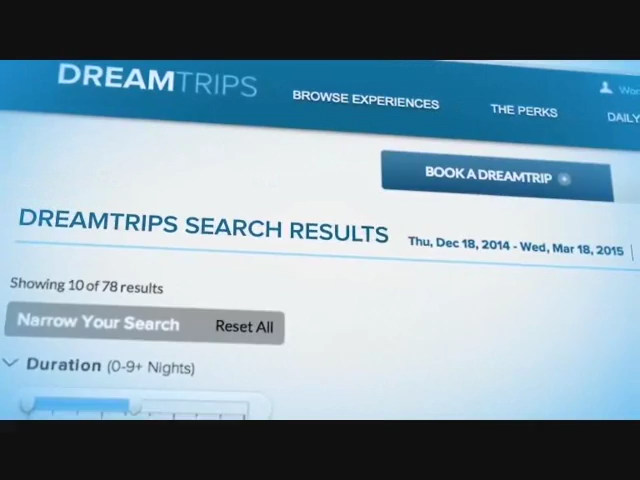 DREAMTRIPS
BROWSE EXPERIENCES
THE PERKS
DAILY
BOOK A DREAMTRIP
DREAMTRIPS SEARCH RESULTS
Thu, Dec 18, 2014 - Wed, Mar 18, 2015
Showing 10 of 78 results
Narrow Your Search
Reset All
Duration (0-9+ Nights)